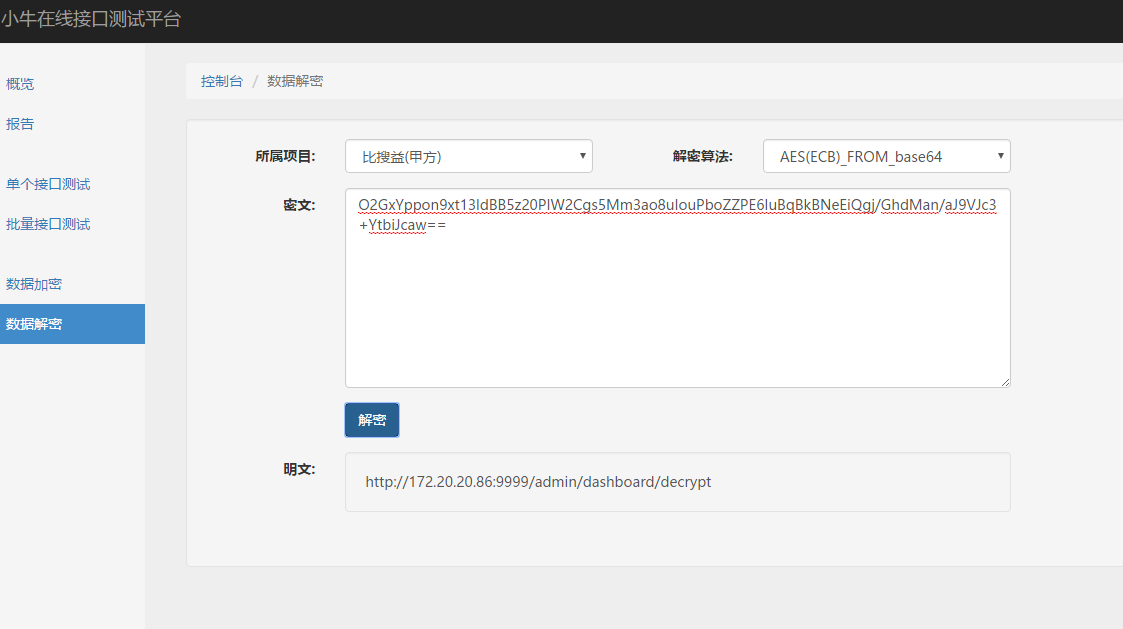 小牛在线接口测试平台
概览
报告
单个接口测试
批量接口测试
数据加密
数据解密
控制台 / 数据解密
所属项目: 比搜益(甲方) 解密算法: AES(ECB)_FROM_base64
密文: O2GxYppon9xt13IdBB5z20PIW2Cgs5Mm3ao8uIouPboZZPE6luBqBkBNeEiQgj/GhdMan/aJ9VJc3
+YtbiJcaw==
解密
明文: http://172.20.20.86:9999/admin/dashboard/decrypt